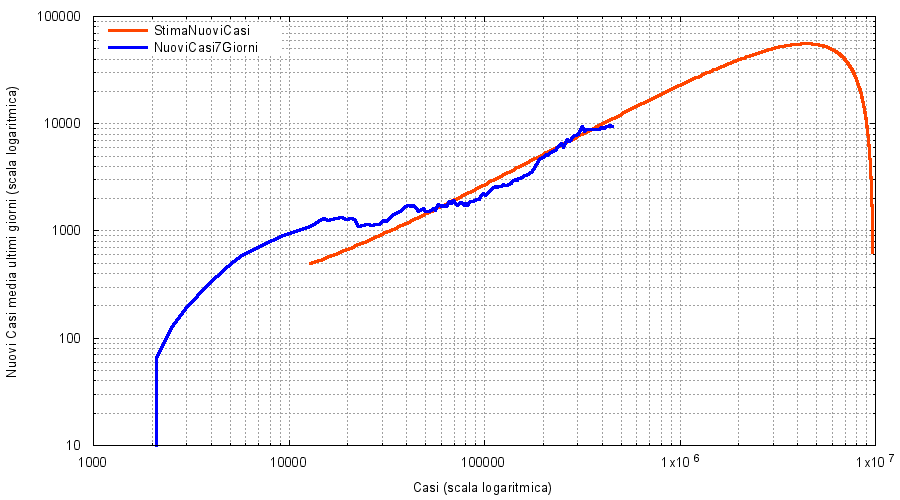 100000
StimaNuoviCasi
NuoviCasi7Giorni
10000
1000
100
10
Nuovi Casi media ultimi giorni (scala logaritmica)
1000 10000 100000 1x10^6 1x10^7
Casi (scala logaritmica)